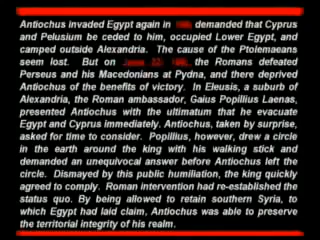 Antiochus invaded Egypt again in demanded that Cyprus
and Pelusium be ceded to him, occupied Lower Egypt, and
camped outside Alexandria. The cause of the Ptolemaeans
seem lost. But on June 22, the Romans defeated
Perseus and his Macedonians at Pydna, and there deprived
Antiochus of the benefits of victory. In Eleusis, a suburb of
Alexandria, the Roman ambassador, Gaius Popillius Laenas,
presented Antiochus with the ultimatum that he evacuate
Egypt and Cyprus immediately. Antiochus, taken by surprise,
asked for time to consider. Popillius, however, drew a circle
in the earth around the king with his walking stick and
demanded an unequivocal answer before Antiochus left the
circle. Dismayed by this public humiliation, the king quickly
agreed to comply. Roman intervention had re-established the
status quo. By being allowed to retain southern Syria, to
which Egypt had laid claim, Antiochus was able to preserve
the territorial integrity of his realm.